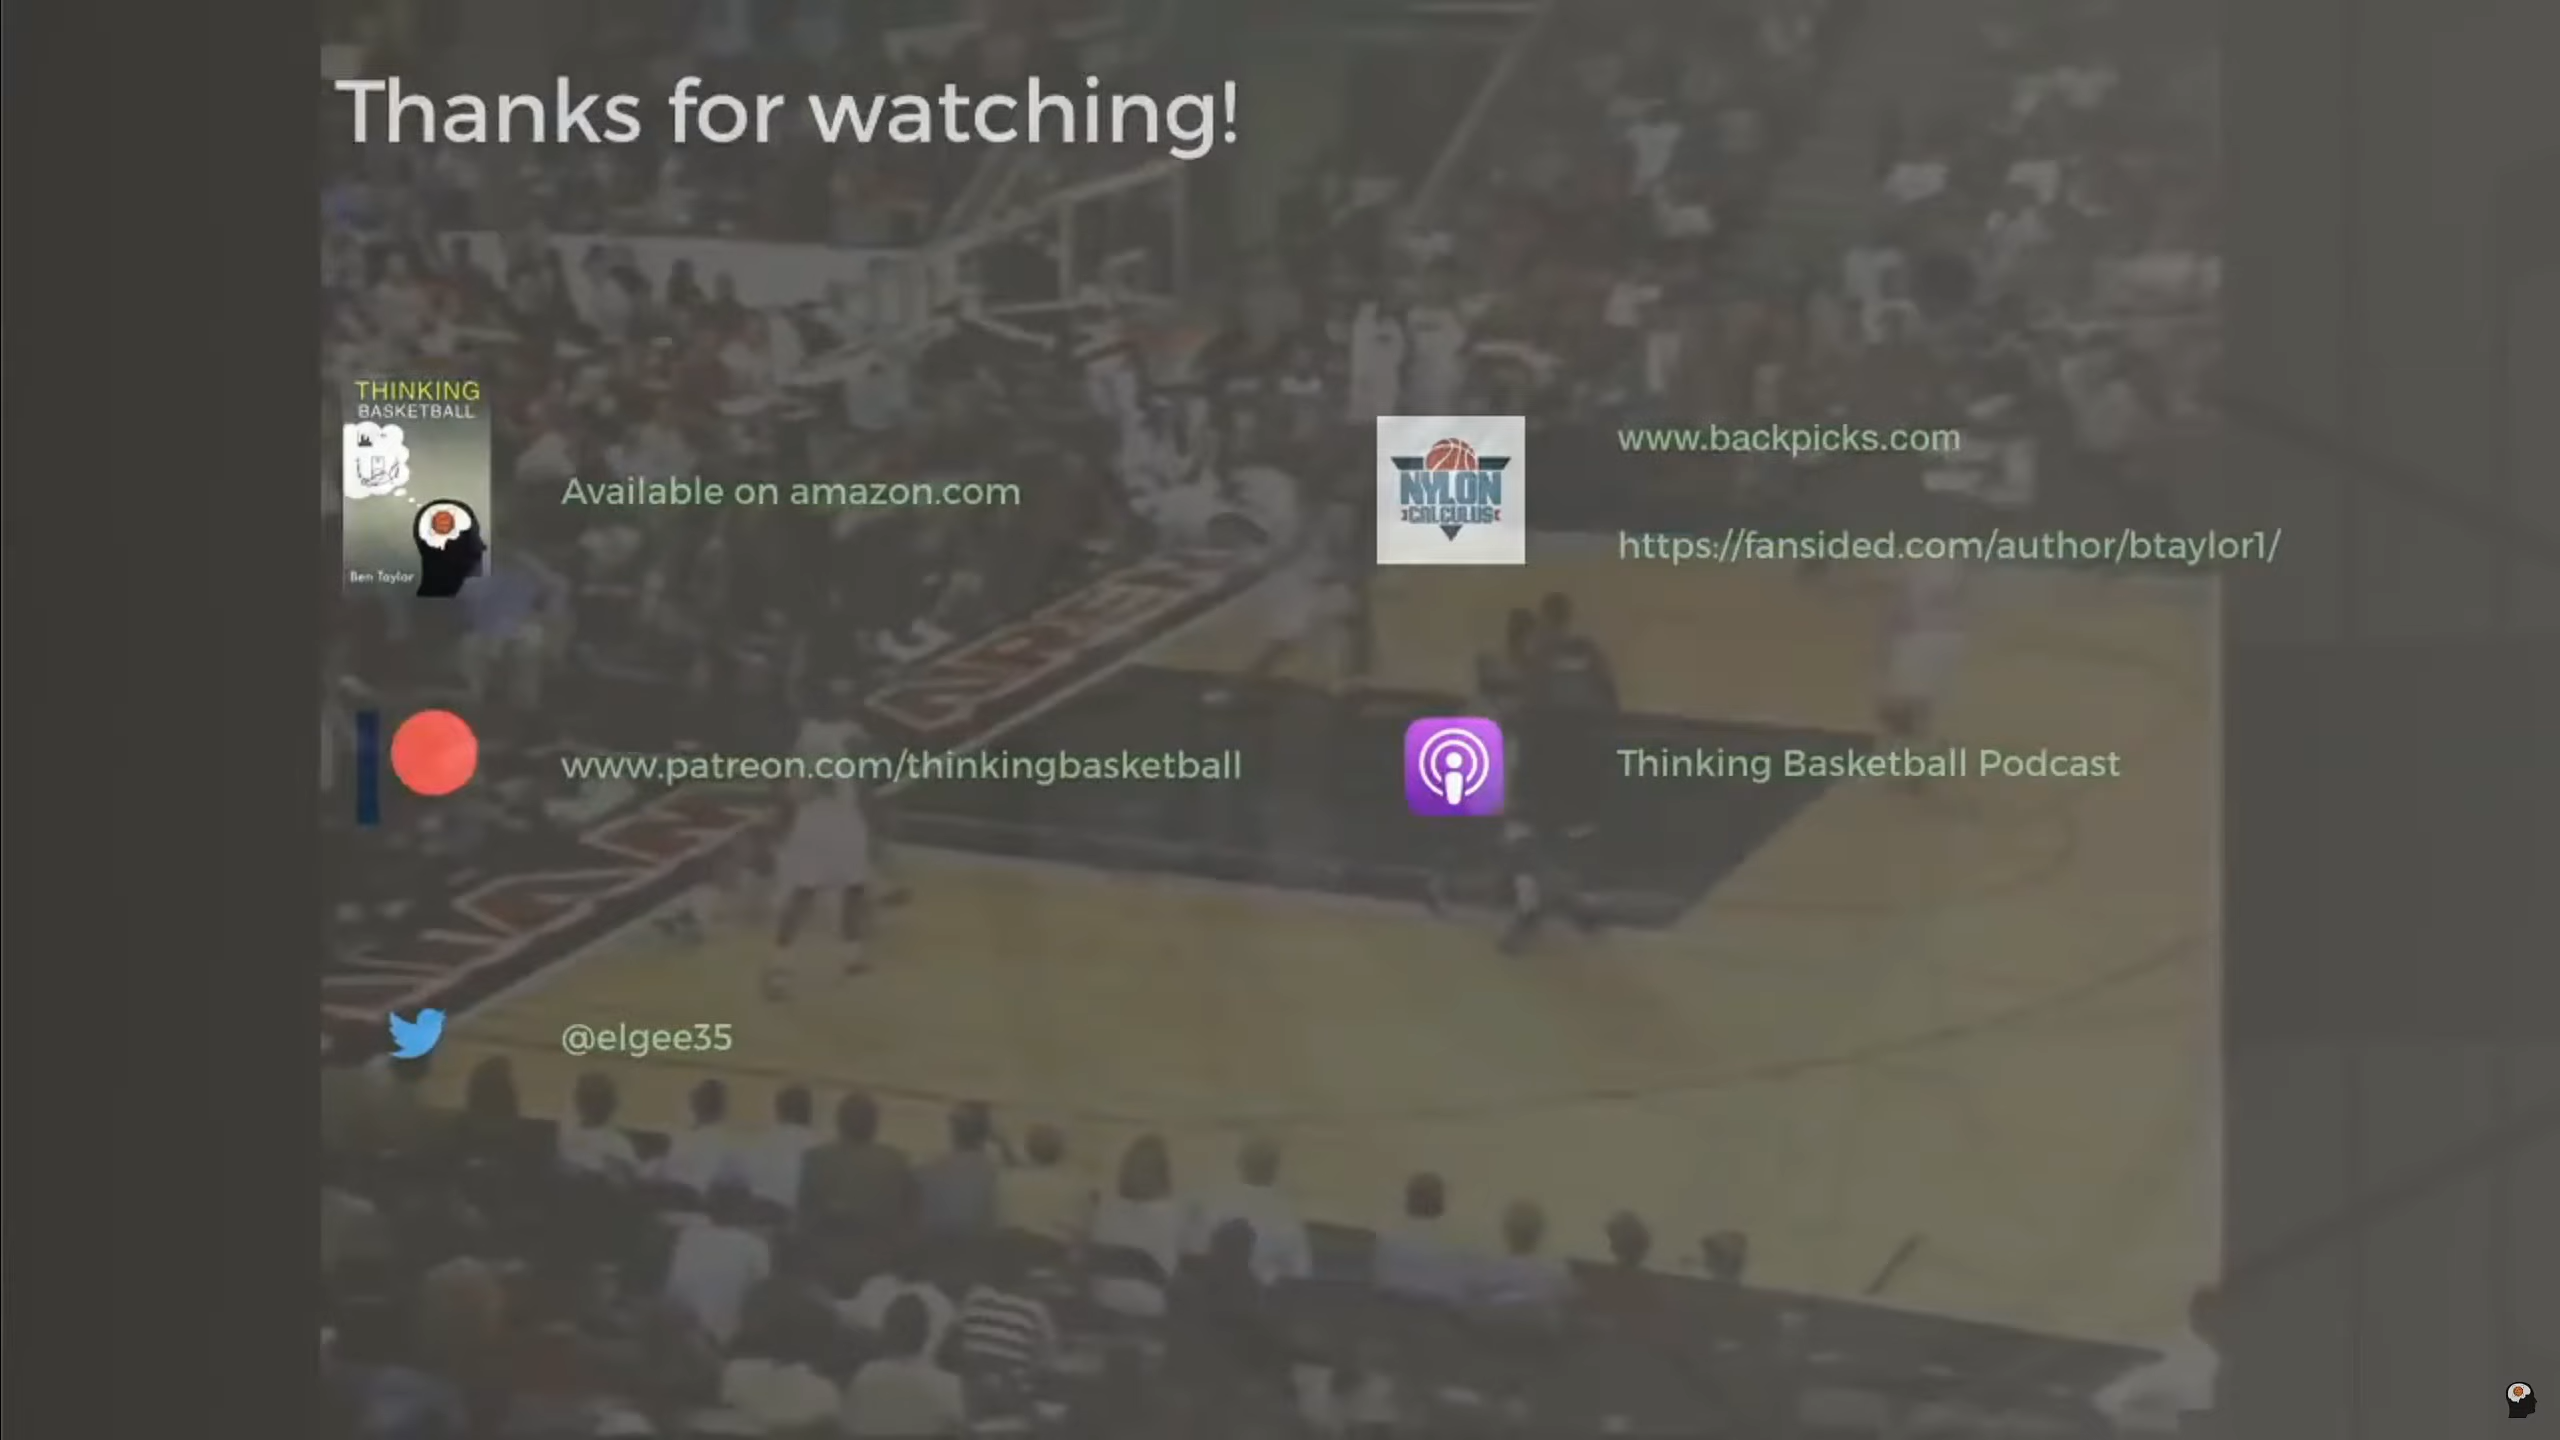 Thanks for watching!
THINKING
BASKETBALL
Ben Taylor
Available on amazon.com
NYLON
CALCULUS
www.backpicks.com
https://fansided.com/author/btaylor1/
www.patreon.com/thinkingbasketball
Thinking Basketball Podcast
@elgee35